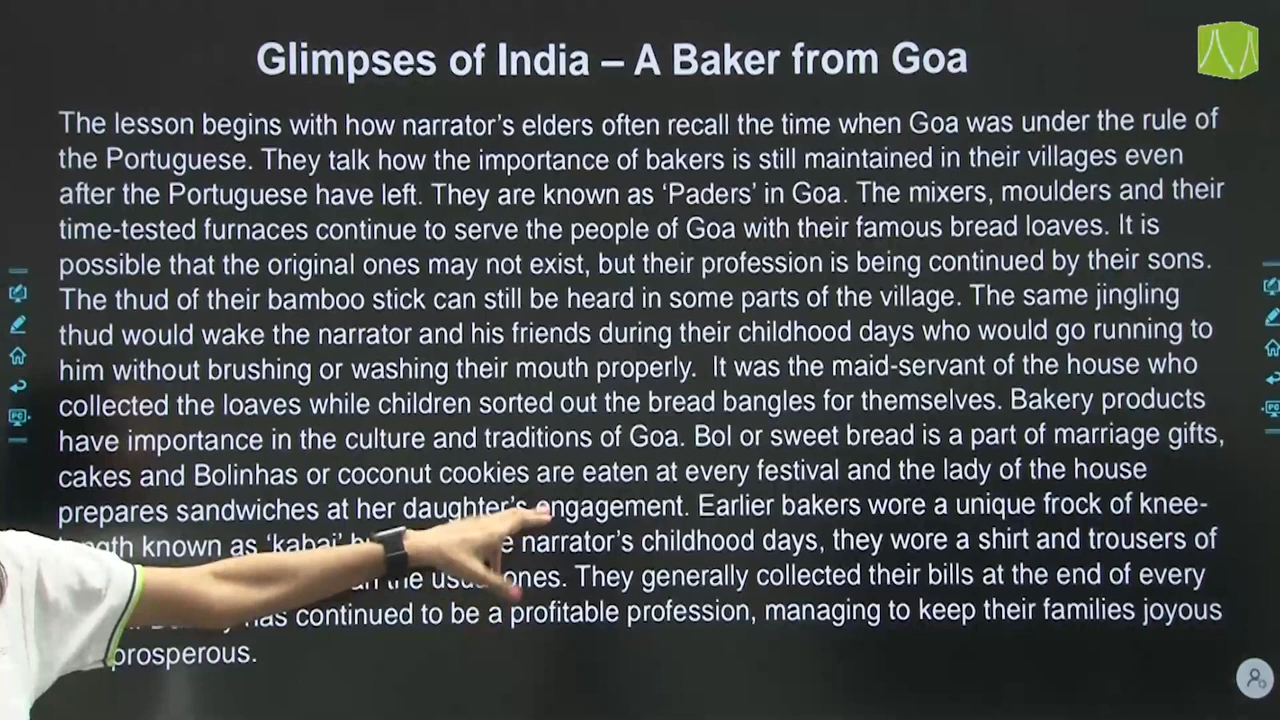 Glimpses of India – A Baker from Goa
The lesson begins with how narrator's elders often recall the time when Goa was under the rule of
the Portuguese. They talk how the importance of bakers is still maintained in their villages even
after the Portuguese have left. They are known as 'Paders' in Goa. The mixers, moulders and their
time-tested furnaces continue to serve the people of Goa with their famous bread loaves. It is
possible that the original ones may not exist, but their profession is being continued by their sons.
The thud of their bamboo stick can still be heard in some parts of the village. The same jingling
thud would wake the narrator and his friends during their childhood days who would go running to
him without brushing or washing their mouth properly. It was the maid-servant of the house who
collected the loaves while children sorted out the bread bangles for themselves. Bakery products
have importance in the culture and traditions of Goa. Bol or sweet bread is a part of marriage gifts,
cakes and Bolinhas or coconut cookies are eaten at every festival and the lady of the house
prepares sandwiches at her daughter's engagement. Earlier bakers wore a unique frock of knee-
known as 'kabai' narrator's childhood days, they wore a shirt and trousers of
the ones. They generally collected their bills at the end of every
has continued to be a profitable profession, managing to keep their families joyous
prosperous.
PC
PC